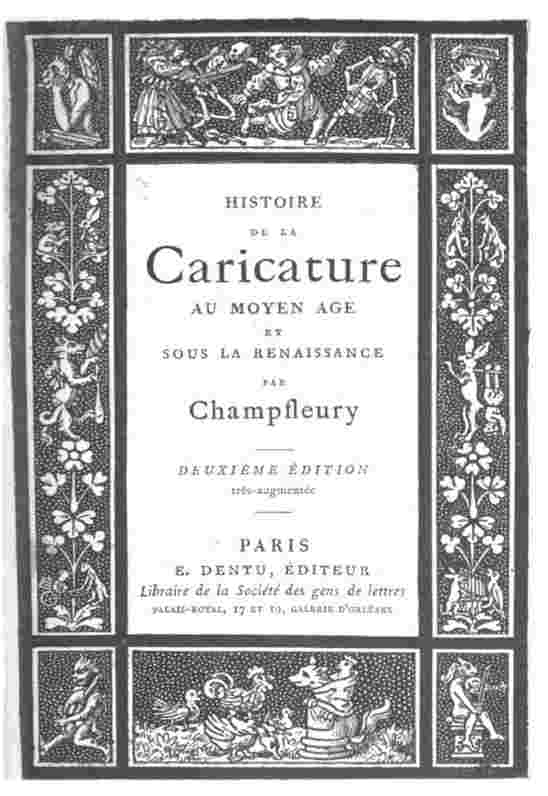 HISTOIRE
DE LA
Caricature
AU MOYEN AGE
ET
SOUS LA RENAISSANCE
PAR
Champfleury
DEUXIÈME ÉDITION
très-augmentée
PARIS
E. DENTU, ÉDITEUR
Libraire de la Société des gens de lettres
PALAIS-ROYAL, 17 ET 19, GALERIE D'ORLÉANS